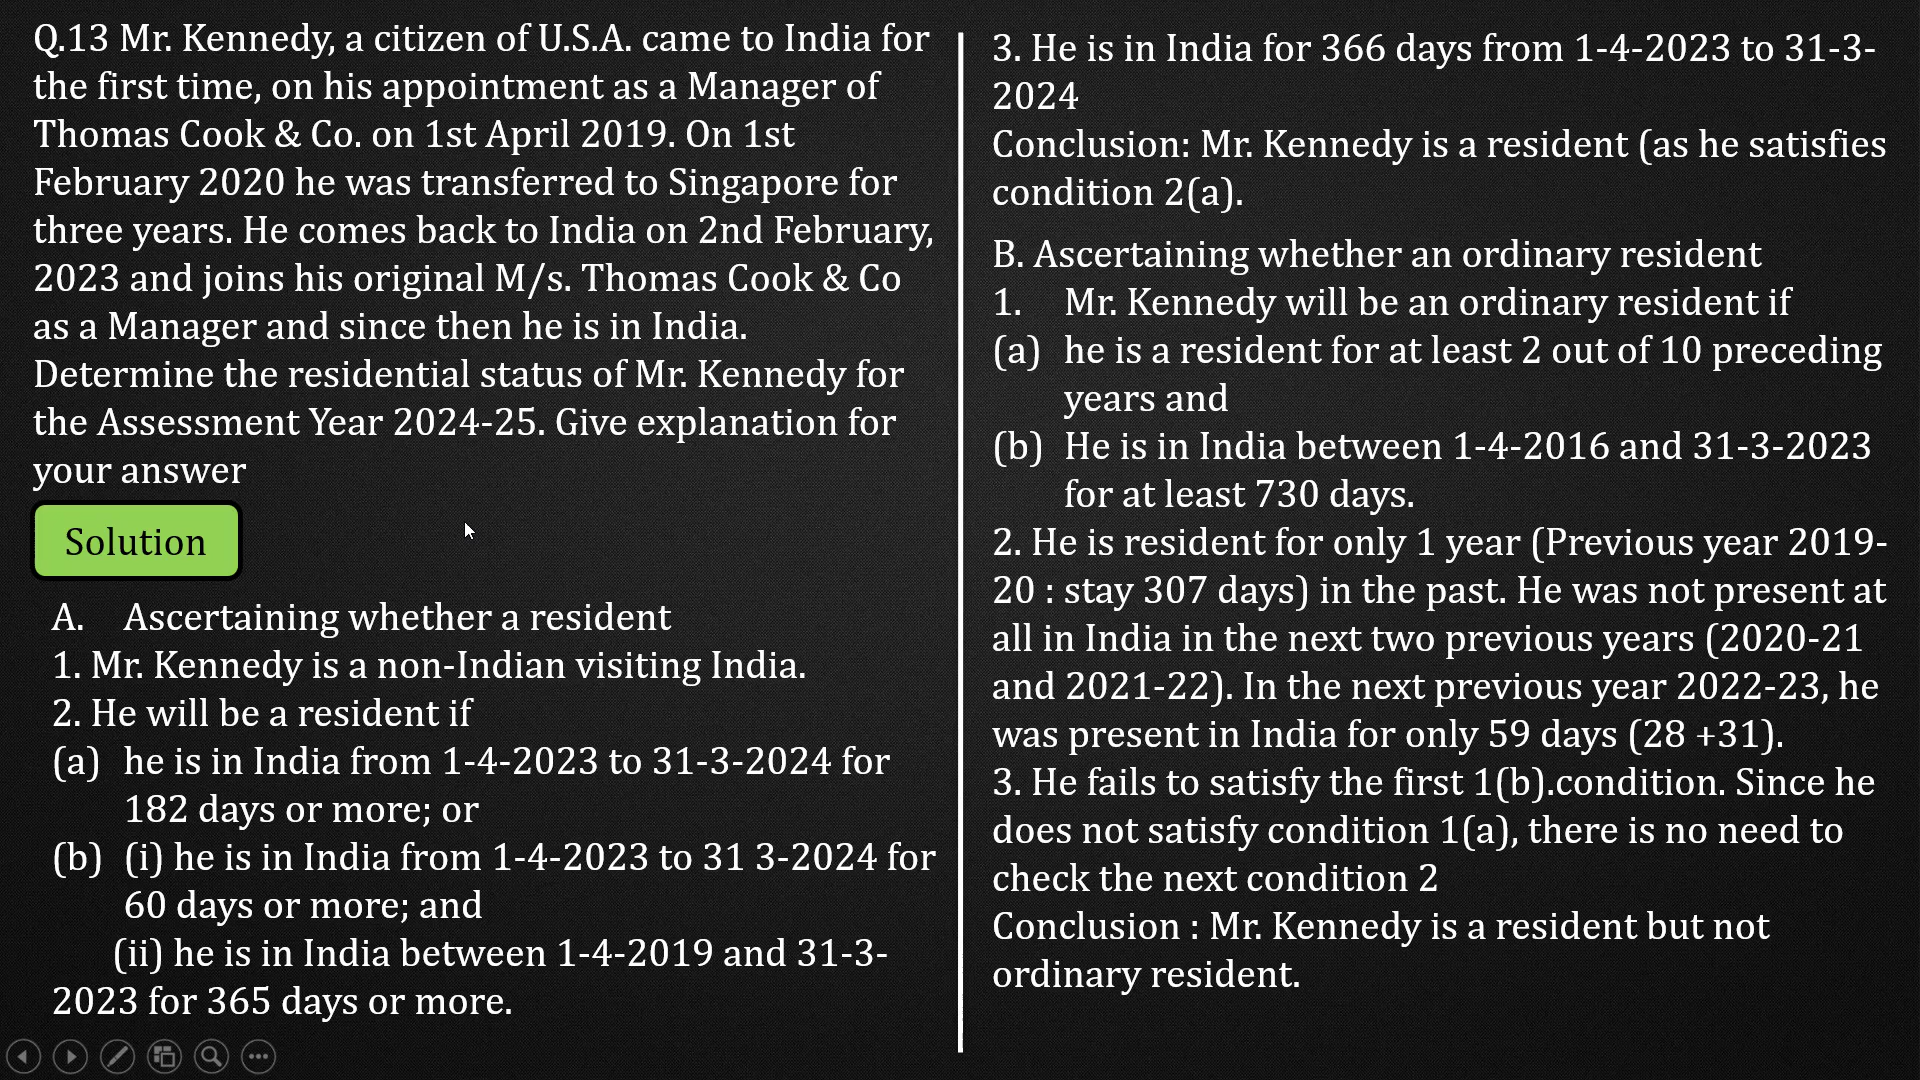 Q.13 Mr. Kennedy, a citizen of U.S.A. came to India for
the first time, on his appointment as a Manager of
Thomas Cook & Co. on 1st April 2019. On 1st
February 2020 he was transferred to Singapore for
three years. He comes back to India on 2nd February,
2023 and joins his original M/s. Thomas Cook & Co
as a Manager and since then he is in India.
Determine the residential status of Mr. Kennedy for
the Assessment Year 2024-25. Give explanation for
your answer
Solution
A. Ascertaining whether a resident
1. Mr. Kennedy is a non-Indian visiting India.
2. He will be a resident if
(a) he is in India from 1-4-2023 to 31-3-2024 for
182 days or more; or
(b) (i) he is in India from 1-4-2023 to 31 3-2024 for
60 days or more; and
(ii) he is in India between 1-4-2019 and 31-3-
2023 for 365 days or more.
3. He is in India for 366 days from 1-4-2023 to 31-3-
2024
Conclusion: Mr. Kennedy is a resident (as he satisfies
condition 2(a).
B. Ascertaining whether an ordinary resident
1. Mr. Kennedy will be an ordinary resident if
(a) he is a resident for at least 2 out of 10 preceding
years and
(b) He is in India between 1-4-2016 and 31-3-2023
for at least 730 days.
2. He is resident for only 1 year (Previous year 2019-
20 : stay 307 days) in the past. He was not present at
all in India in the next two previous years (2020-21
and 2021-22). In the next previous year 2022-23, he
was present in India for only 59 days (28 +31).
3. He fails to satisfy the first 1(b).condition. Since he
does not satisfy condition 1(a), there is no need to
check the next condition 2
Conclusion : Mr. Kennedy is a resident but not
ordinary resident.